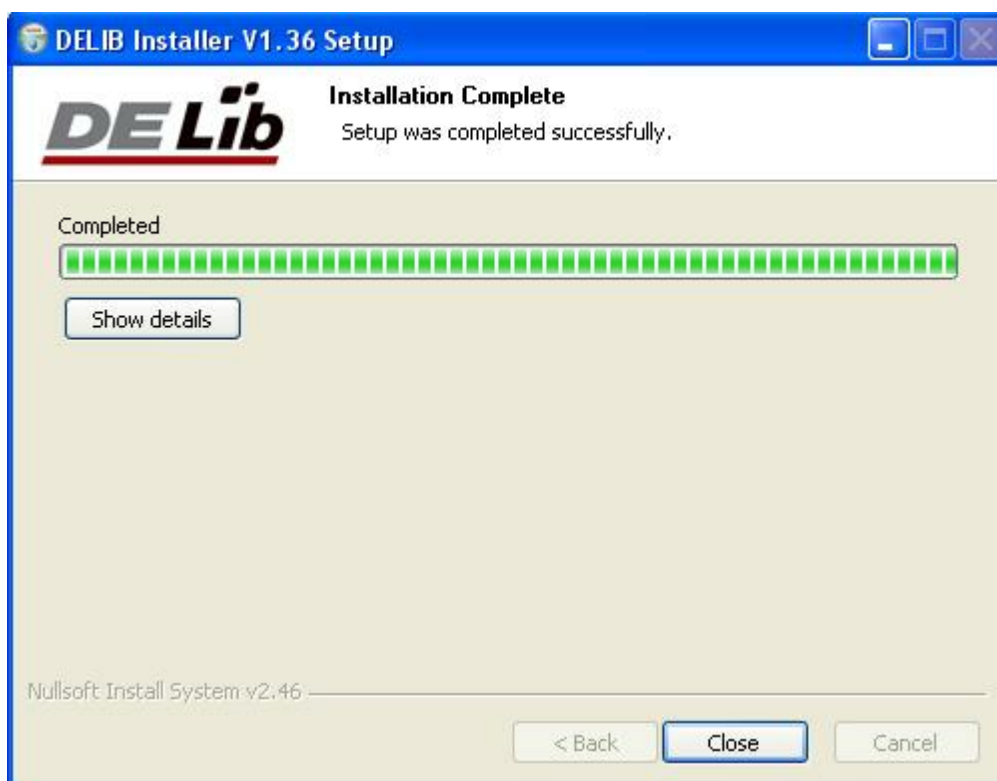 DELIB Installer V1.36 Setup
DELib
Installation Complete
Setup was completed successfully.
Completed
Show details
Nullsoft Install System v2.46
< Back
Close
Cancel